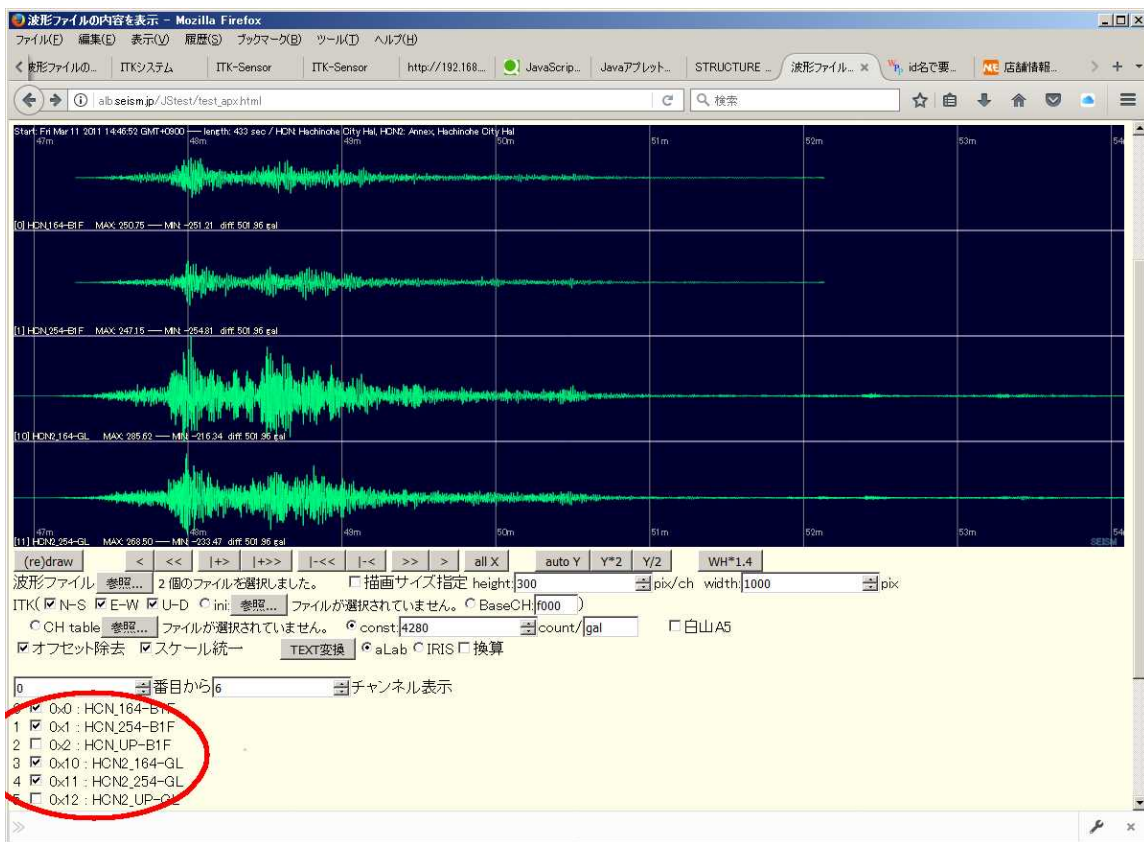 波形ファイルの内容を表示 - Mozilla Firefox
ファイル(F) 編集(E) 表示(V) 履歴(S) ブックマーク(B) ツール(T) ヘルプ(H)
波形ファイルの... ITKシステム ITK-Sensor ITK-Sensor http://192.168.... JavaScrip... Javaアプレット... STRUCTURE ... 波形ファイル... × id名で要... 店舗情報...
alb.seism.jp/JStest/test_apx.html 検索
Start: Fri Mar 11 2011 14:46:52 GMT+0900 --- length: 433 sec / HCN: Hachinohe City Hal, HCN2: Annex, Hachinohe City Hal
47m 48m 49m 50m 51m 52m 53m 54m
[0] HCN,164-B1F MAX: 250.75 --- MIN: -251.21 diff: 501.96 gal
[1] HCN,254-B1F MAX: 247.15 --- MIN: -254.81 diff: 501.96 gal
[10] HCN2,164-GL MAX: 285.62 --- MIN: -216.34 diff: 501.96 gal
47m 48m 49m 50m 51m 52m 53m 54m
[11] HCN2,254-GL MAX: 268.50 --- MIN: -233.47 diff: 501.96 gal SEISM
(re)draw < << |+> |+>> |-<< |-< >> > all X auto Y Y*2 Y/2 WH*1.4
波形ファイル 参照... 2 個のファイルを選択しました。 描画サイズ指定 height:300 pix/ch width:1000 pix
ITK( N-S E-W U-D ini: 参照... ファイルが選択されていません。 BaseCH:f000 )
CH table 参照... ファイルが選択されていません。 const:4280 count/gal 白山 A5
オフセット除去 スケール統一 TEXT変換 aLab IRIS 換算
0 番目から6 チャンネル表示
0 0x0 : HCN_164-B1F
1 0x1 : HCN_254-B1F
2 0x2 : HCN_UP-B1F
3 0x10 : HCN2_164-GL
4 0x11 : HCN2_254-GL
5 0x12 : HCN2_UP-GL